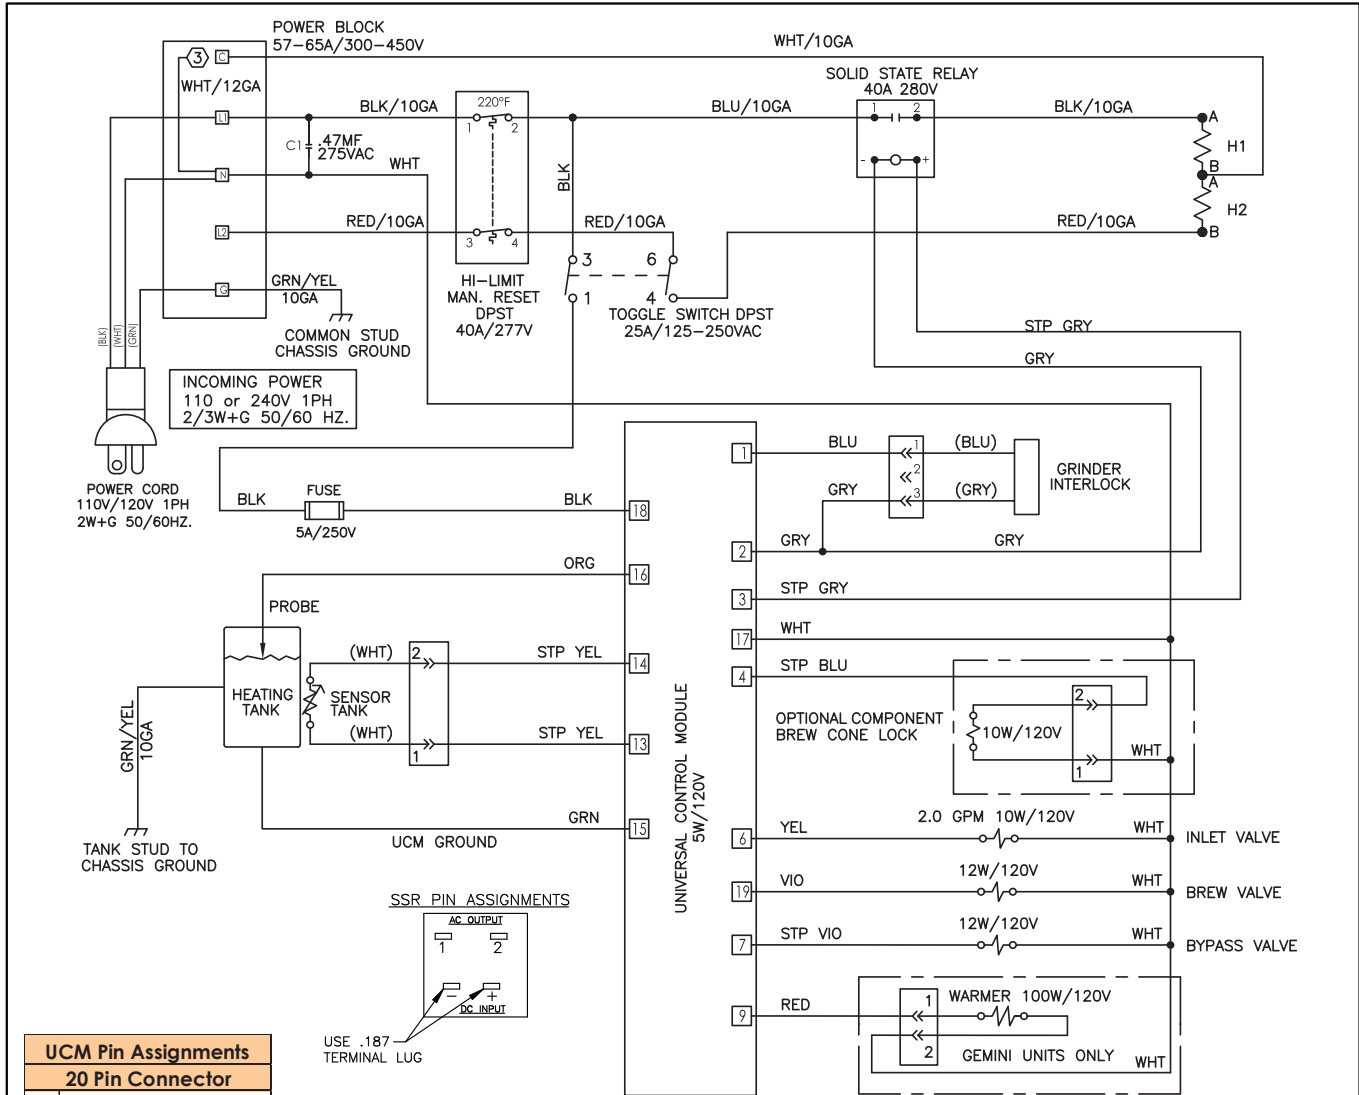 POWER BLOCK
57-65A/300-450V
3
C
WHT/12GA
L1
N
L2
G
WHT/10GA
BLK/10GA
C1
.47MF
275VAC
WHT
RED/10GA
GRN/YEL
10GA
COMMON STUD
CHASSIS GROUND
220°F
1
2
3
4
HI-LIMIT
MAN. RESET
DPST
40A/277V
BLK
RED/10GA
3
1
6
4
TOGGLE SWITCH DPST
25A/125-250VAC
BLU/10GA
SOLID STATE RELAY
40A 280V
1
2
-
+
BLK/10GA
A
H1
B
A
H2
B
RED/10GA
STP GRY
GRY
(BLK)
(WHT)
(GRN)
INCOMING POWER
110 or 240V 1PH
2/3W+G 50/60 HZ.
POWER CORD
110V/120V 1PH
2W+G 50/60HZ.
BLK
FUSE
5A/250V
BLK
18
ORG
16
PROBE
HEATING
TANK
SENSOR
TANK
(WHT)
2
STP YEL
14
(WHT)
1
STP YEL
13
GRN/YEL
10GA
TANK STUD TO
CHASSIS GROUND
UCM GROUND
GRN
15
UNIVERSAL CONTROL MODULE
5W/120V
1
BLU
1
(BLU)
2
GRY
3
(GRY)
GRINDER
INTERLOCK
2
GRY
GRY
3
STP GRY
17
WHT
4
STP BLU
OPTIONAL COMPONENT
BREW CONE LOCK
10W/120V
2
1
WHT
6
YEL
2.0 GPM 10W/120V
WHT
INLET VALVE
19
VIO
12W/120V
WHT
BREW VALVE
7
STP VIO
12W/120V
WHT
BYPASS VALVE
9
RED
1
2
WARMER 100W/120V
GEMINI UNITS ONLY
WHT
SSR PIN ASSIGNMENTS
AC OUTPUT
1
2
-
+
DC INPUT
USE .187
TERMINAL LUG
UCM Pin Assignments
20 Pin Connector